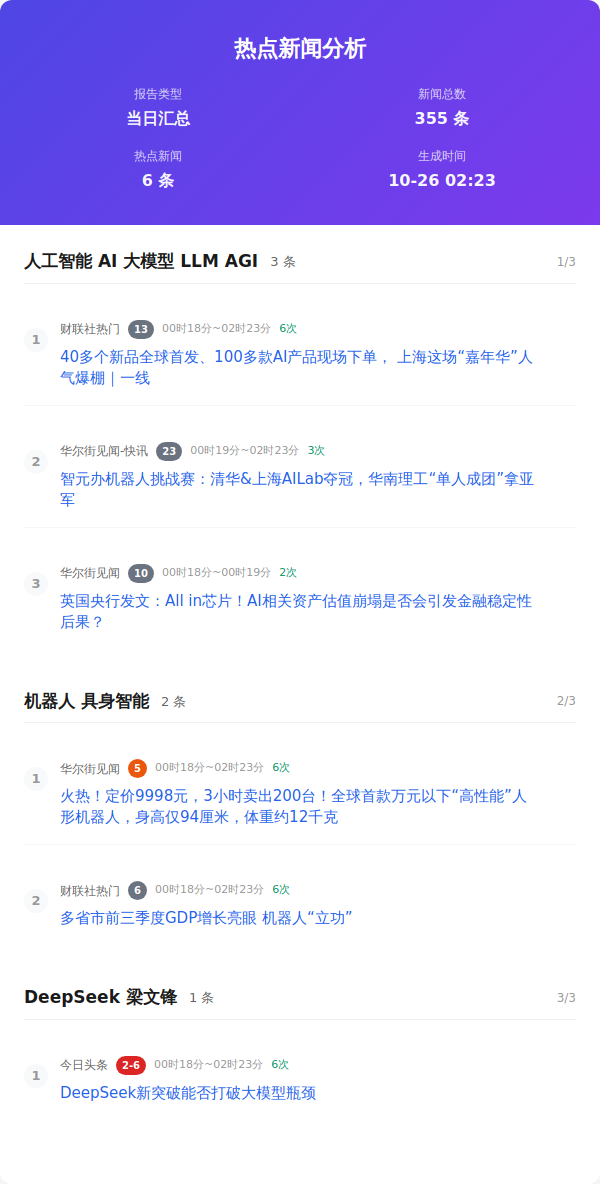 热点新闻分析
报告类型
当日汇总
新闻总数
355 条
热点新闻
6 条
生成时间
10-26 02:23
人工智能 AI 大模型 LLM AGI 3 条 1/3
1
财联社热门 13 00时18分~02时23分 6次
40多个新品全球首发、100多款AI产品现场下单， 上海这场“嘉年华”人
气爆棚｜一线
2
华尔街见闻-快讯 23 00时19分~02时23分 3次
智元办机器人挑战赛：清华&上海AILab夺冠，华南理工“单人成团”拿亚
军
3
华尔街见闻 10 00时18分~00时19分 2次
英国央行发文：All in芯片！AI相关资产估值崩塌是否会引发金融稳定性
后果？
机器人 具身智能 2 条 2/3
1
华尔街见闻 5 00时18分~02时23分 6次
火热！定价9998元，3小时卖出200台！全球首款万元以下“高性能”人
形机器人，身高仅94厘米，体重约12千克
2
财联社热门 6 00时18分~02时23分 6次
多省市前三季度GDP增长亮眼 机器人“立功”
DeepSeek 梁文锋 1 条 3/3
1
今日头条 2-6 00时18分~02时23分 6次
DeepSeek新突破能否打破大模型瓶颈